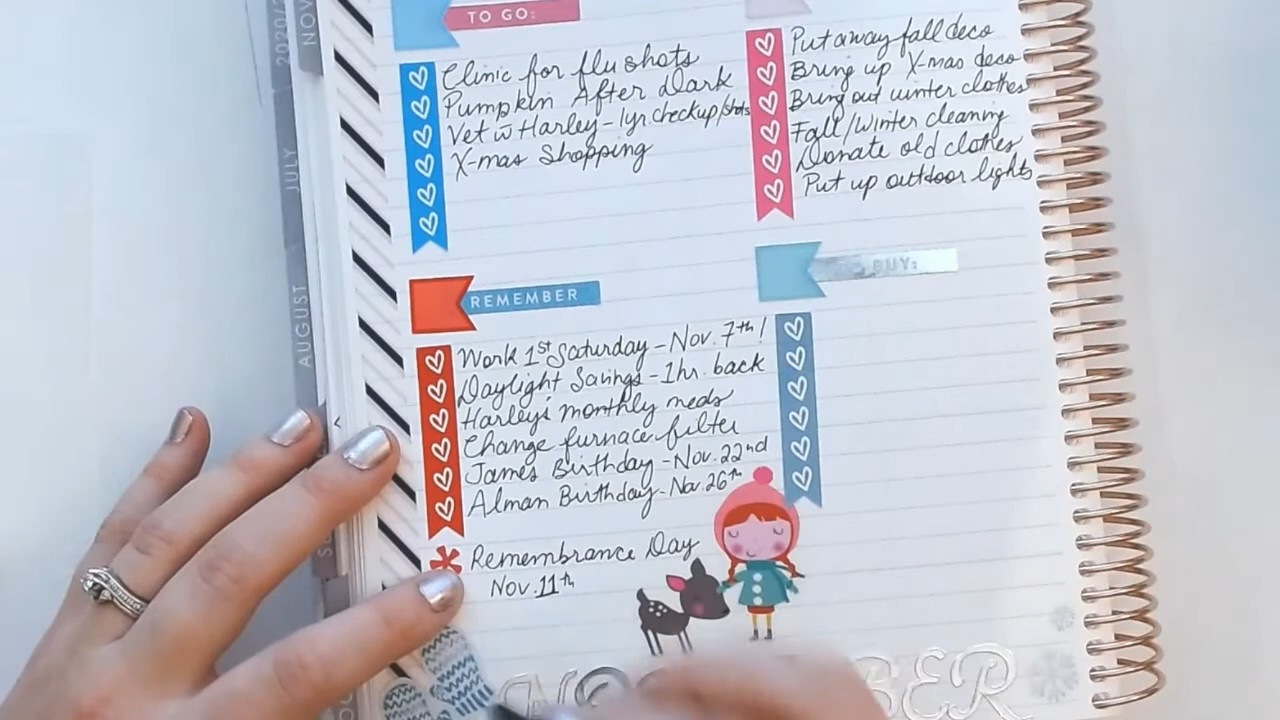 2020/2
NOV
JULY
AUGUST
TO GO:
Clinic for flu shots
Pumpkin After Dark
Vet w Harley - 1yr. checkup/shots
X-mas Shopping
Put away fall deco
Bring up X-mas deco
Bring out winter clothes
Fall/Winter cleaning
Donate old clothes
Put up outdoor lights
REMEMBER
Work 1st Saturday - Nov. 7th!
Daylight Savings - 1hr. back
Harley's monthly meds
Change furnace filter
James Birthday - Nov. 22nd
Alman Birthday - Nov. 26th
Remembrance Day
Nov. 11th
BUY: